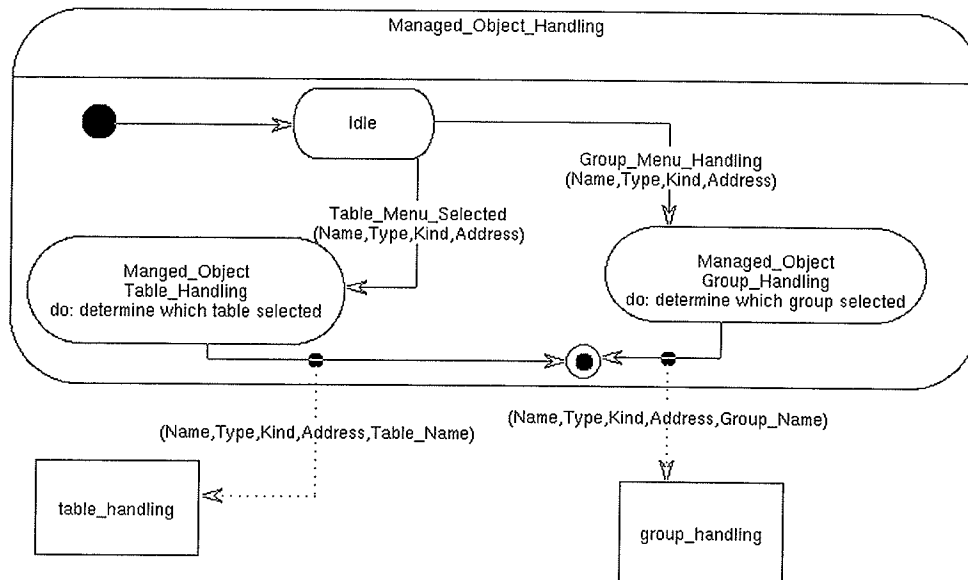 Managed_Object_Handling
Idle
Group_Menu_Handling
(Name,Type,Kind,Address)
Table_Menu_Selected
(Name,Type,Kind,Address)
Manged_Object
Table_Handling
do: determine which table selected
Managed_Object
Group_Handling
do: determine which group selected
(Name,Type,Kind,Address,Table_Name)
(Name,Type,Kind,Address,Group_Name)
table_handling
group_handling